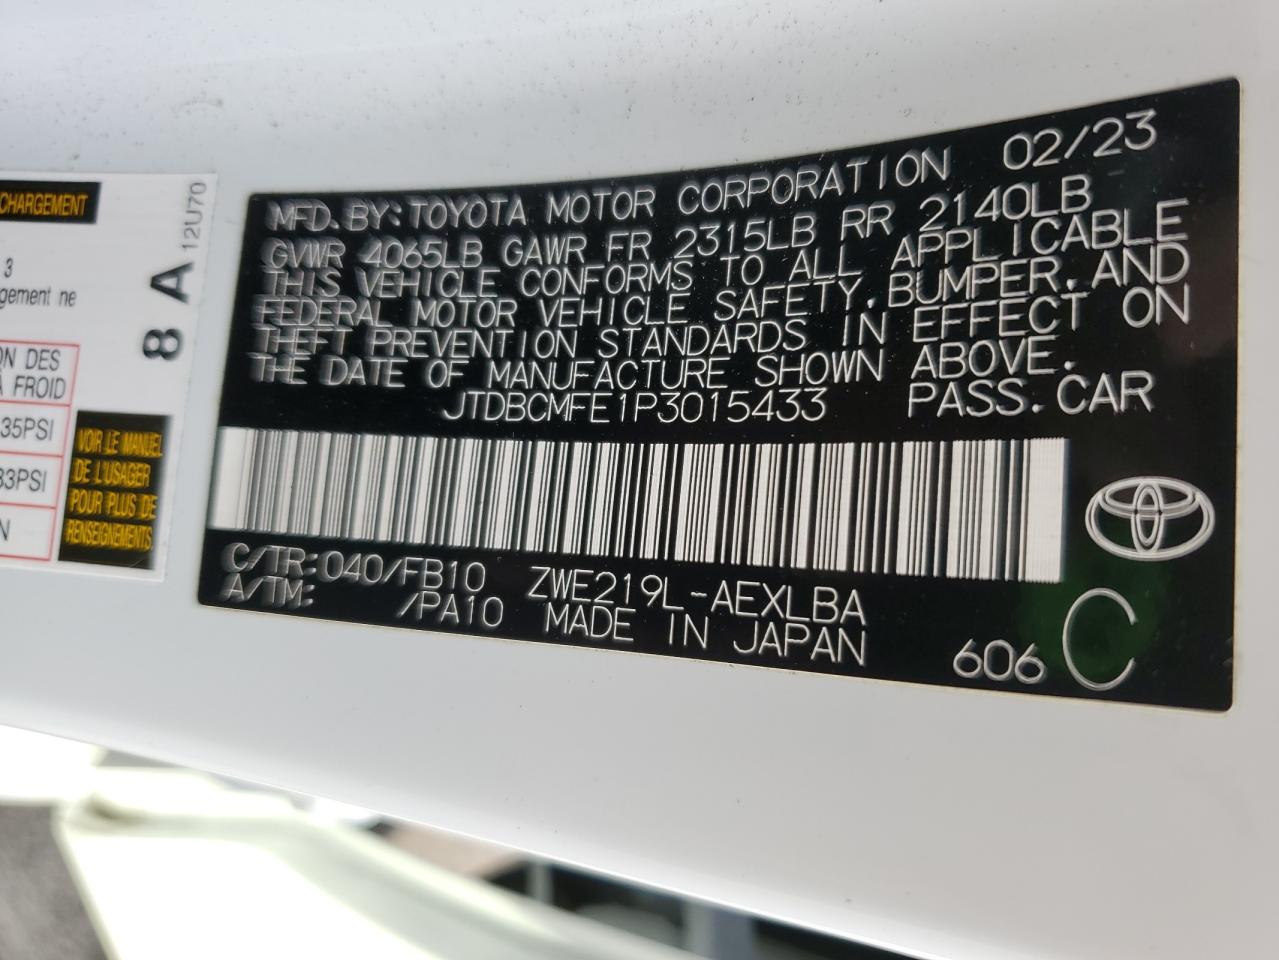 CHARGEMENT
3
gement ne
ON DES
À FROID
35PSI
33PSI
N
VOIR LE MANUEL
DE L'USAGER
POUR PLUS DE
RENSEIGNEMENTS
8 A
12U70
MFD.BY:TOYOTA MOTOR CORPORATION 02/23
GVWR 4065LB GAWR FR 2315LB RR 2140LB
THIS VEHICLE CONFORMS TO ALL APPLICABLE
FEDERAL MOTOR VEHICLE SAFETY,BUMPER,AND
THEFT PREVENTION STANDARDS IN EFFECT ON
THE DATE OF MANUFACTURE SHOWN ABOVE.
JTDBCMFE1P3015433 PASS.CAR
C/TR:040/FB10 ZWE219L-AEXLBA
A/TM: /PA10 MADE IN JAPAN
606 C